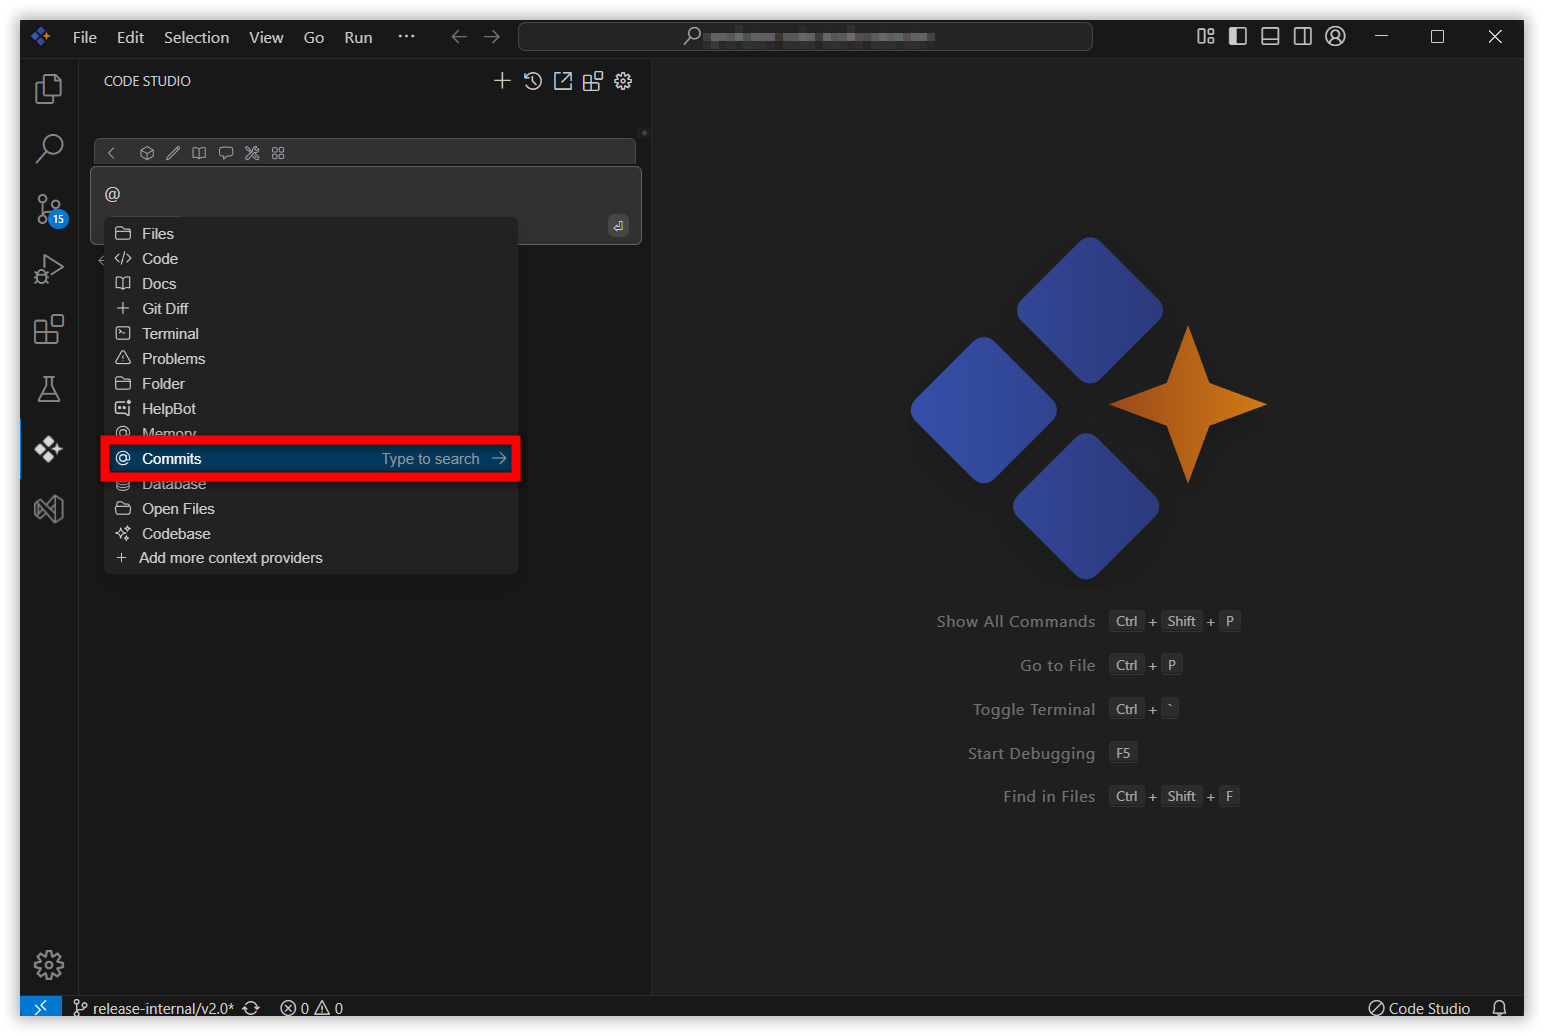 File Edit Selection View Go Run ...
CODE STUDIO
15
@
Files
Code
Docs
Git Diff
Terminal
Problems
Folder
HelpBot
Memory
Commits Type to search
Database
Open Files
Codebase
+ Add more context providers
Show All Commands Ctrl + Shift + P
Go to File Ctrl + P
Toggle Terminal Ctrl + `
Start Debugging F5
Find in Files Ctrl + Shift + F
release-internal/v2.0* 0 0 Code Studio